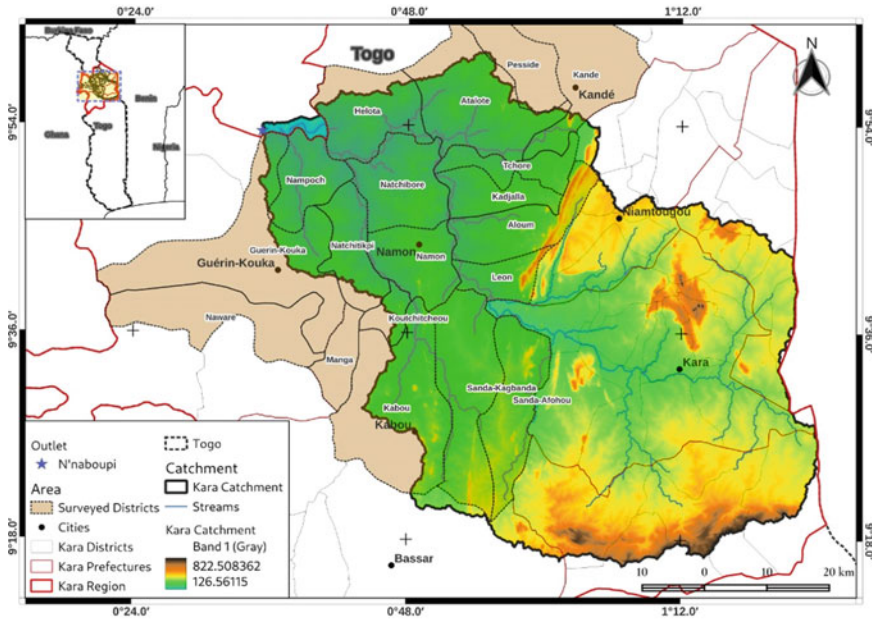 0°24.0'
0°48.0'
1°12.0'
Burkina Faso
Benin
Ghana
Togo
Nigeria
Togo
N
9°54.0'
9°54.0'
Pesside
Kande
Kandé
Helota
Atalote
Tchore
Nampoch
Natchibore
Kadjalla
Niamtougou
Aloum
Guerin-Kouka
Natchitikpi
Namon
Namon
Guérin-Kouka
Leon
Naware
Koutchitcheou
9°36.0'
9°36.0'
Manga
Kara
Sanda-Kagbanda
Sanda-Afohou
Kabou
Kabou
Outlet
N'naboupi
Area
Surveyed Districts
Cities
Kara Districts
Kara Prefectures
Kara Region
Togo
Catchment
Kara Catchment
Streams
Kara Catchment
Band 1 (Gray)
822.508362
126.56115
9°18.0'
9°18.0'
Bassar
10 0 10 20 km
0°24.0'
0°48.0'
1°12.0'